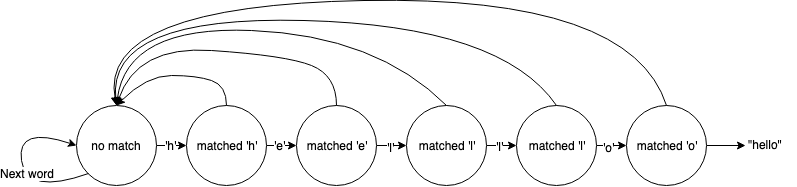 no match
'h'
matched 'h'
'e'
matched 'e'
'l'
matched 'l'
'l'
matched 'l'
'o'
matched 'o'
"hello"
Next word